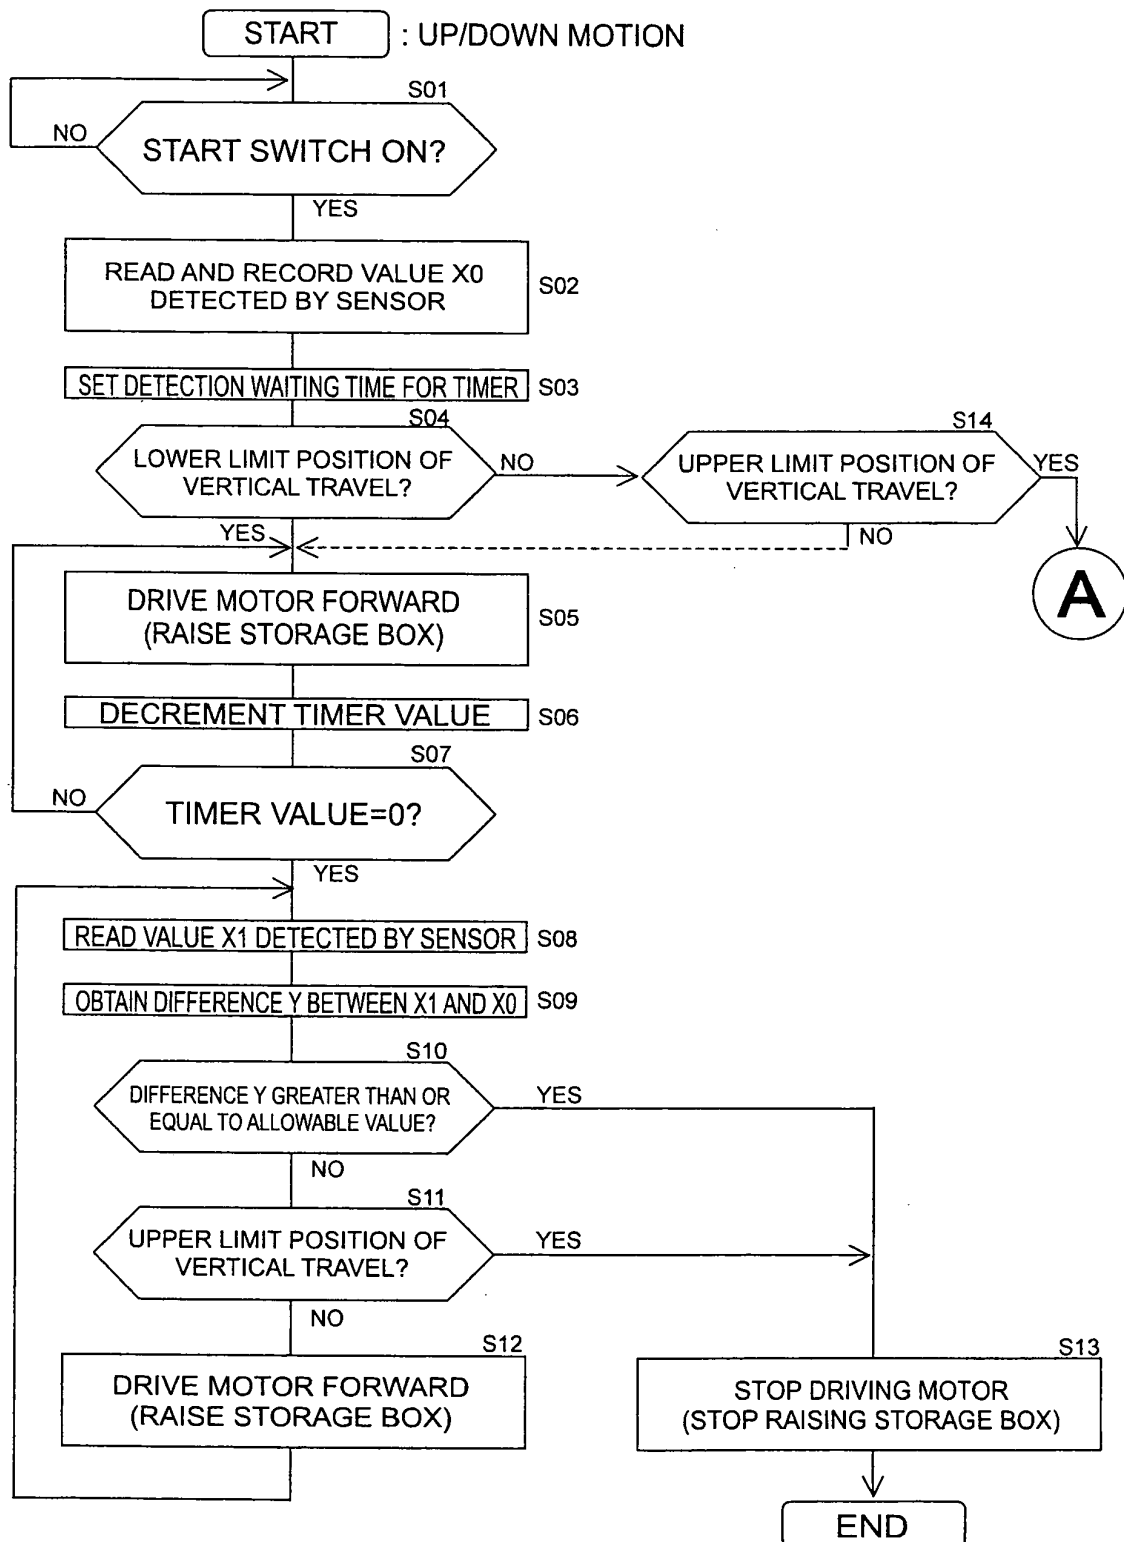 START : UP/DOWN MOTION
S01
NO
START SWITCH ON?
YES
READ AND RECORD VALUE X0
DETECTED BY SENSOR
S02
SET DETECTION WAITING TIME FOR TIMER
S03
S04
LOWER LIMIT POSITION OF
VERTICAL TRAVEL?
NO
S14
UPPER LIMIT POSITION OF
VERTICAL TRAVEL?
YES
YES
NO
A
DRIVE MOTOR FORWARD
(RAISE STORAGE BOX)
S05
DECREMENT TIMER VALUE
S06
S07
NO
TIMER VALUE=0?
YES
READ VALUE X1 DETECTED BY SENSOR
S08
OBTAIN DIFFERENCE Y BETWEEN X1 AND X0
S09
S10
DIFFERENCE Y GREATER THAN OR
EQUAL TO ALLOWABLE VALUE?
YES
NO
S11
UPPER LIMIT POSITION OF
VERTICAL TRAVEL?
YES
NO
S12
DRIVE MOTOR FORWARD
(RAISE STORAGE BOX)
S13
STOP DRIVING MOTOR
(STOP RAISING STORAGE BOX)
END